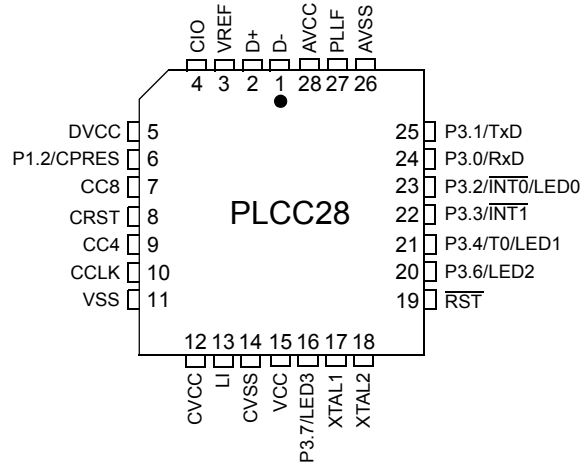 CIO
VREF
D+
D-
AVCC
PLLF
AVSS
4 3 2 1 28 27 26
DVCC 5
P1.2/CPRES 6
CC8 7
CRST 8
CC4 9
CCLK 10
VSS 11
PLCC28
25 P3.1/TxD
24 P3.0/RxD
23 P3.2/INT0/LED0
22 P3.3/INT1
21 P3.4/T0/LED1
20 P3.6/LED2
19 RST
12 13 14 15 16 17 18
CVCC
LI
CVSS
VCC
P3.7/LED3
XTAL1
XTAL2